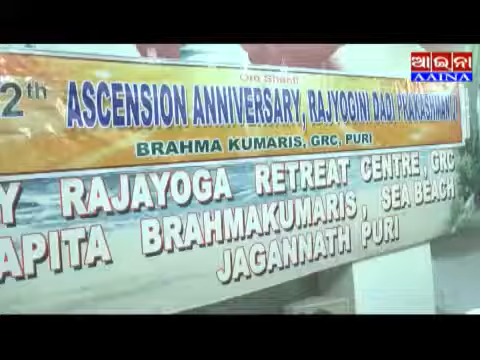 ଆଇନା
AAINA
Om Shanti
2th ASCENSION ANNIVERSARY, RAJYOGINI DADI PRAKASHMANI
BRAHMA KUMARIS, GRC, PURI
Y RAJAYOGA RETREAT CENTRE, GRC
APITA BRAHMAKUMARIS, SEA BEACH
JAGANNATH PURI